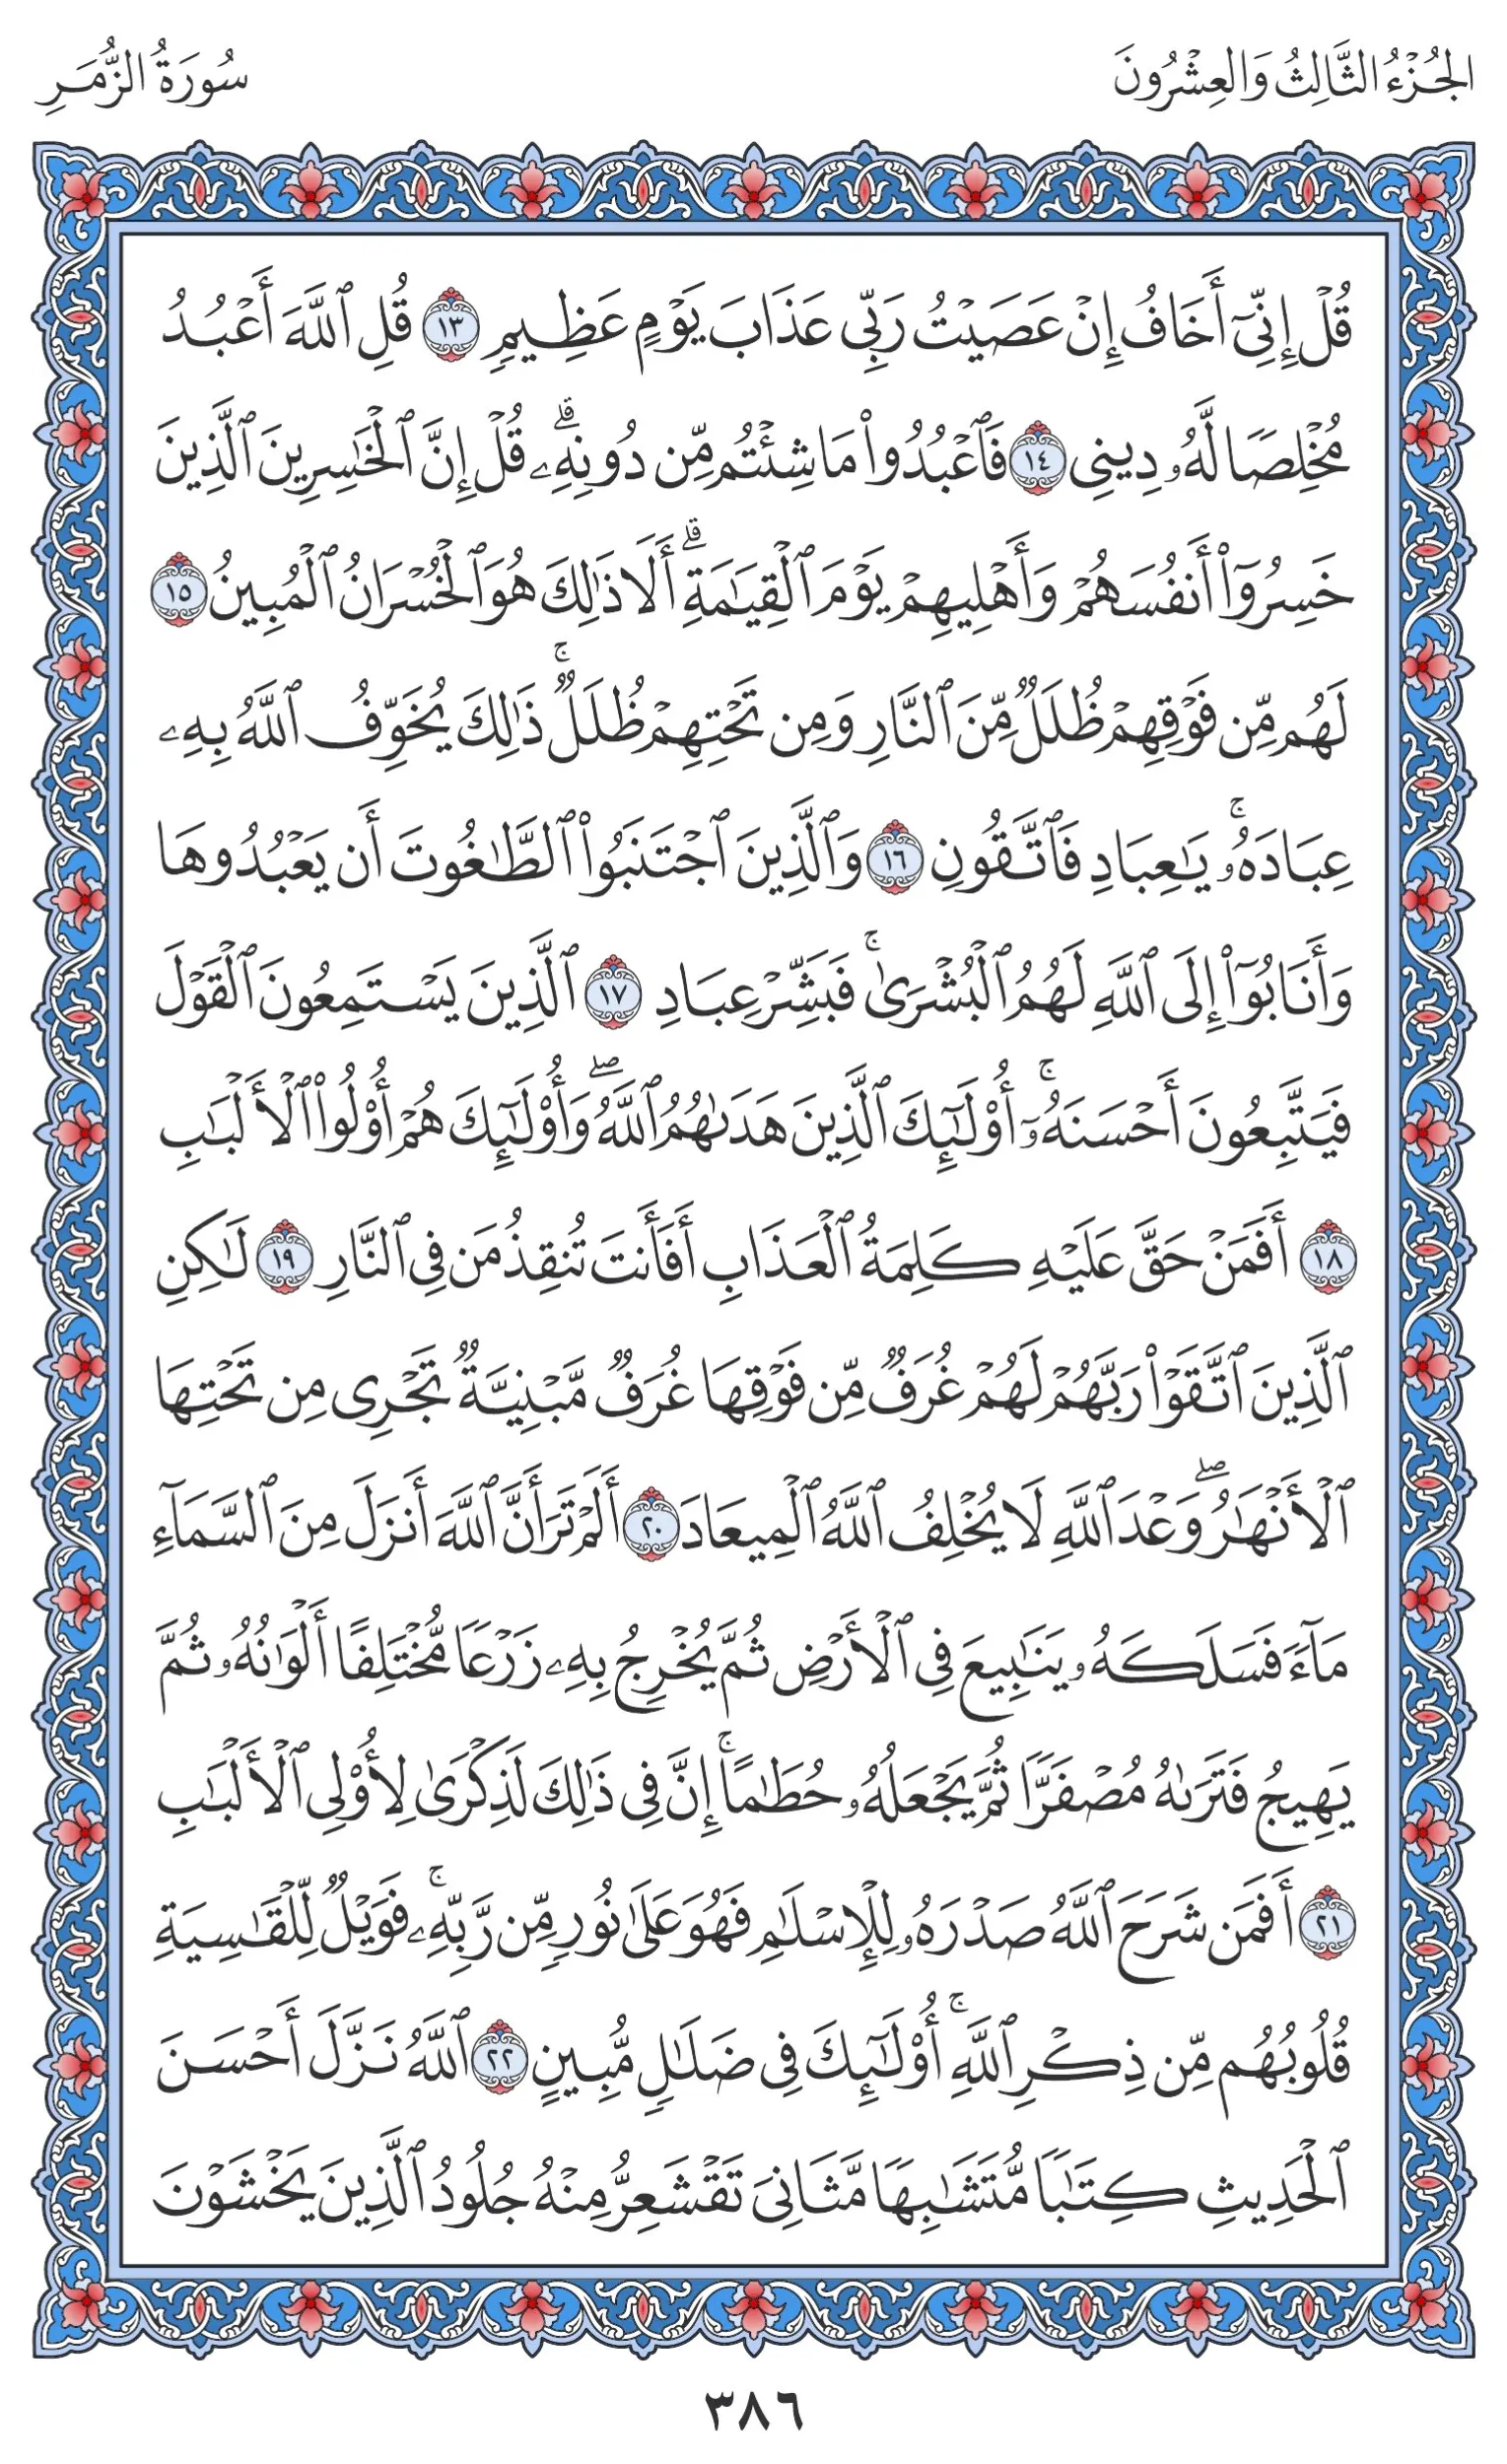 الجُزْءُ الثَّالِثُ وَالعِشْرُونَ
سُورَةُ الزُّمَرِ
قُلْ إِنِّيٓ أَخَافُ إِنْ عَصَيْتُ رَبِّي عَذَابَ يَوْمٍ عَظِيمٍ ١٣ قُلِ ٱللَّهَ أَعْبُدُ
مُخْلِصًا لَّهُۥ دِينِي ١٤ فَٱعْبُدُوا۟ مَا شِئْتُم مِّن دُونِهِۦ ۗ قُلْ إِنَّ ٱلْخَٰسِرِينَ ٱلَّذِينَ
خَسِرُوٓا۟ أَنفُسَهُمْ وَأَهْلِيهِمْ يَوْمَ ٱلْقِيَٰمَةِ ۗ أَلَا ذَٰلِكَ هُوَ ٱلْخُسْرَانُ ٱلْمُبِينُ ١٥
لَهُم مِّن فَوْقِهِمْ ظُلَلٌ مِّنَ ٱلنَّارِ وَمِن تَحْتِهِمْ ظُلَلٌ ۚ ذَٰلِكَ يُخَوِّفُ ٱللَّهُ بِهِۦ
عِبَادَهُۥ ۚ يَٰعِبَادِ فَٱتَّقُونِ ١٦ وَٱلَّذِينَ ٱجْتَنَبُوا۟ ٱلطَّٰغُوتَ أَن يَعْبُدُوهَا
وَأَنَابُوٓا۟ إِلَى ٱللَّهِ لَهُمُ ٱلْبُشْرَىٰ ۚ فَبَشِّرْ عِبَادِ ١٧ ٱلَّذِينَ يَسْتَمِعُونَ ٱلْقَوْلَ
فَيَتَّبِعُونَ أَحْسَنَهُۥٓ ۚ أُو۟لَٰٓئِكَ ٱلَّذِينَ هَدَىٰهُمُ ٱللَّهُ ۖ وَأُو۟لَٰٓئِكَ هُمْ أُو۟لُوا۟ ٱلْأَلْبَٰبِ
١٨ أَفَمَنْ حَقَّ عَلَيْهِ كَلِمَةُ ٱلْعَذَابِ أَفَأَنتَ تُنقِذُ مَن فِي ٱلنَّارِ ١٩ لَٰكِنِ
ٱلَّذِينَ ٱتَّقَوْا۟ رَبَّهُمْ لَهُمْ غُرَفٌ مِّن فَوْقِهَا غُرَفٌ مَّبْنِيَّةٌ تَجْرِي مِن تَحْتِهَا
ٱلْأَنْهَٰرُ ۖ وَعْدَ ٱللَّهِ لَا يُخْلِفُ ٱللَّهُ ٱلْمِيعَادَ ٢٠ أَلَمْ تَرَ أَنَّ ٱللَّهَ أَنزَلَ مِنَ ٱلسَّمَآءِ
مَآءً فَسَلَكَهُۥ يَنَٰبِيعَ فِي ٱلْأَرْضِ ثُمَّ يُخْرِجُ بِهِۦ زَرْعًا مُّخْتَلِفًا أَلْوَٰنُهُۥ ثُمَّ
يَهِيجُ فَتَرَىٰهُ مُصْفَرًّا ثُمَّ يَجْعَلُهُۥ حُطَٰمًا ۚ إِنَّ فِي ذَٰلِكَ لَذِكْرَىٰ لِأُو۟لِي ٱلْأَلْبَٰبِ
٢١ أَفَمَن شَرَحَ ٱللَّهُ صَدْرَهُۥ لِلْإِسْلَٰمِ فَهُوَ عَلَىٰ نُورٍ مِّن رَّبِّهِۦ ۚ فَوَيْلٌ لِّلْقَٰسِيَةِ
قُلُوبُهُم مِّن ذِكْرِ ٱللَّهِ ۚ أُو۟لَٰٓئِكَ فِي ضَلَٰلٍ مُّبِينٍ ٢٢ ٱللَّهُ نَزَّلَ أَحْسَنَ
ٱلْحَدِيثِ كِتَٰبًا مُّتَشَٰبِهًا مَّثَانِيَ تَقْشَعِرُّ مِنْهُ جُلُودُ ٱلَّذِينَ يَخْشَوْنَ
٣٨٦